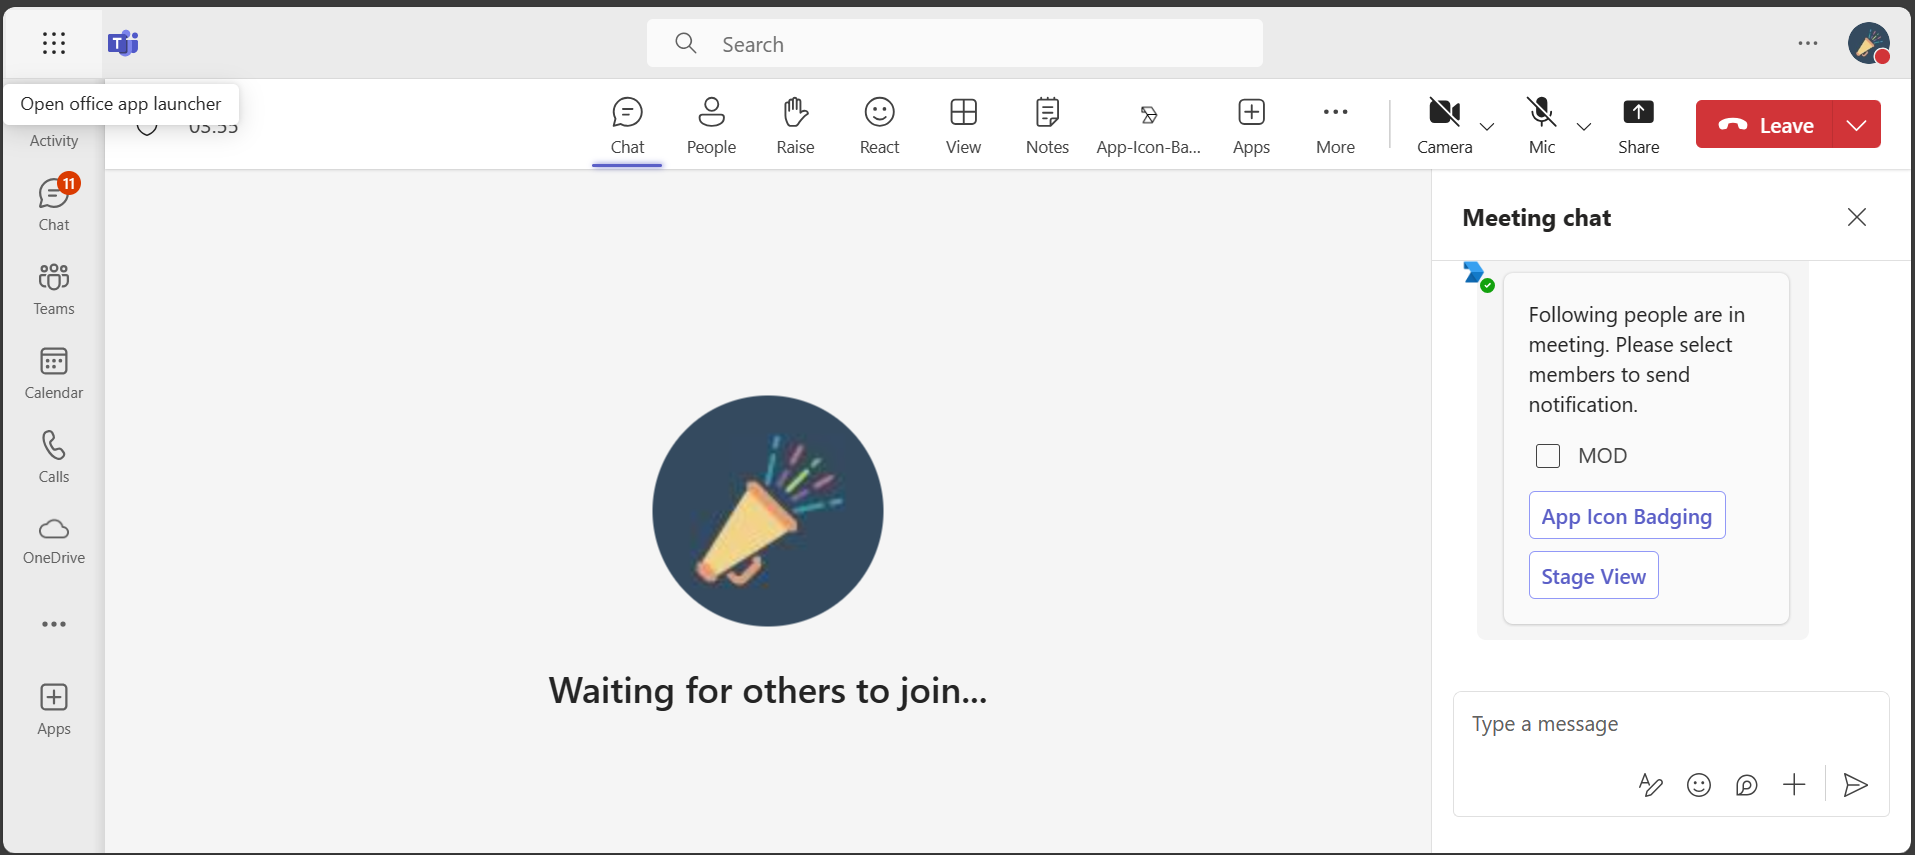 Search
Open office app launcher
03:55
Chat
People
Raise
React
View
Notes
App-Icon-Ba...
Apps
More
Camera
Mic
Share
Leave
Activity
11
Chat
Teams
Calendar
Calls
OneDrive
Apps
Waiting for others to join...
Meeting chat
Following people are in
meeting. Please select
members to send
notification.
MOD
App Icon Badging
Stage View
Type a message